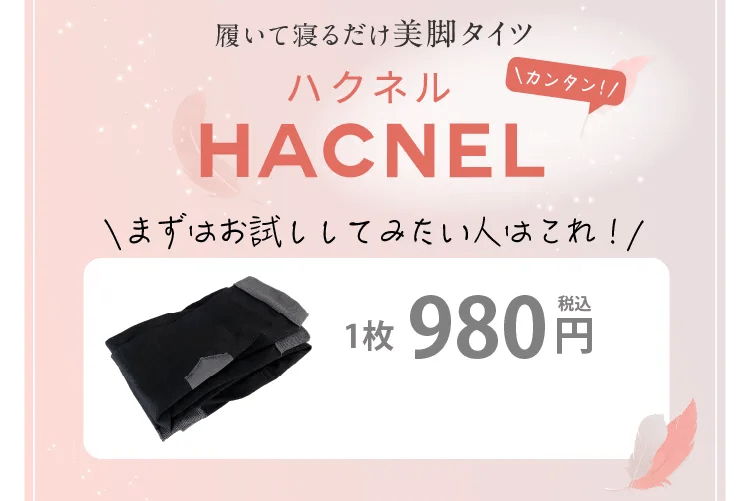 履いて寝るだけ美脚タイツ
ハクネル
\カンタン!/
HACNEL
\まずはお試ししてみたい人はこれ!/
1枚 980円 税込